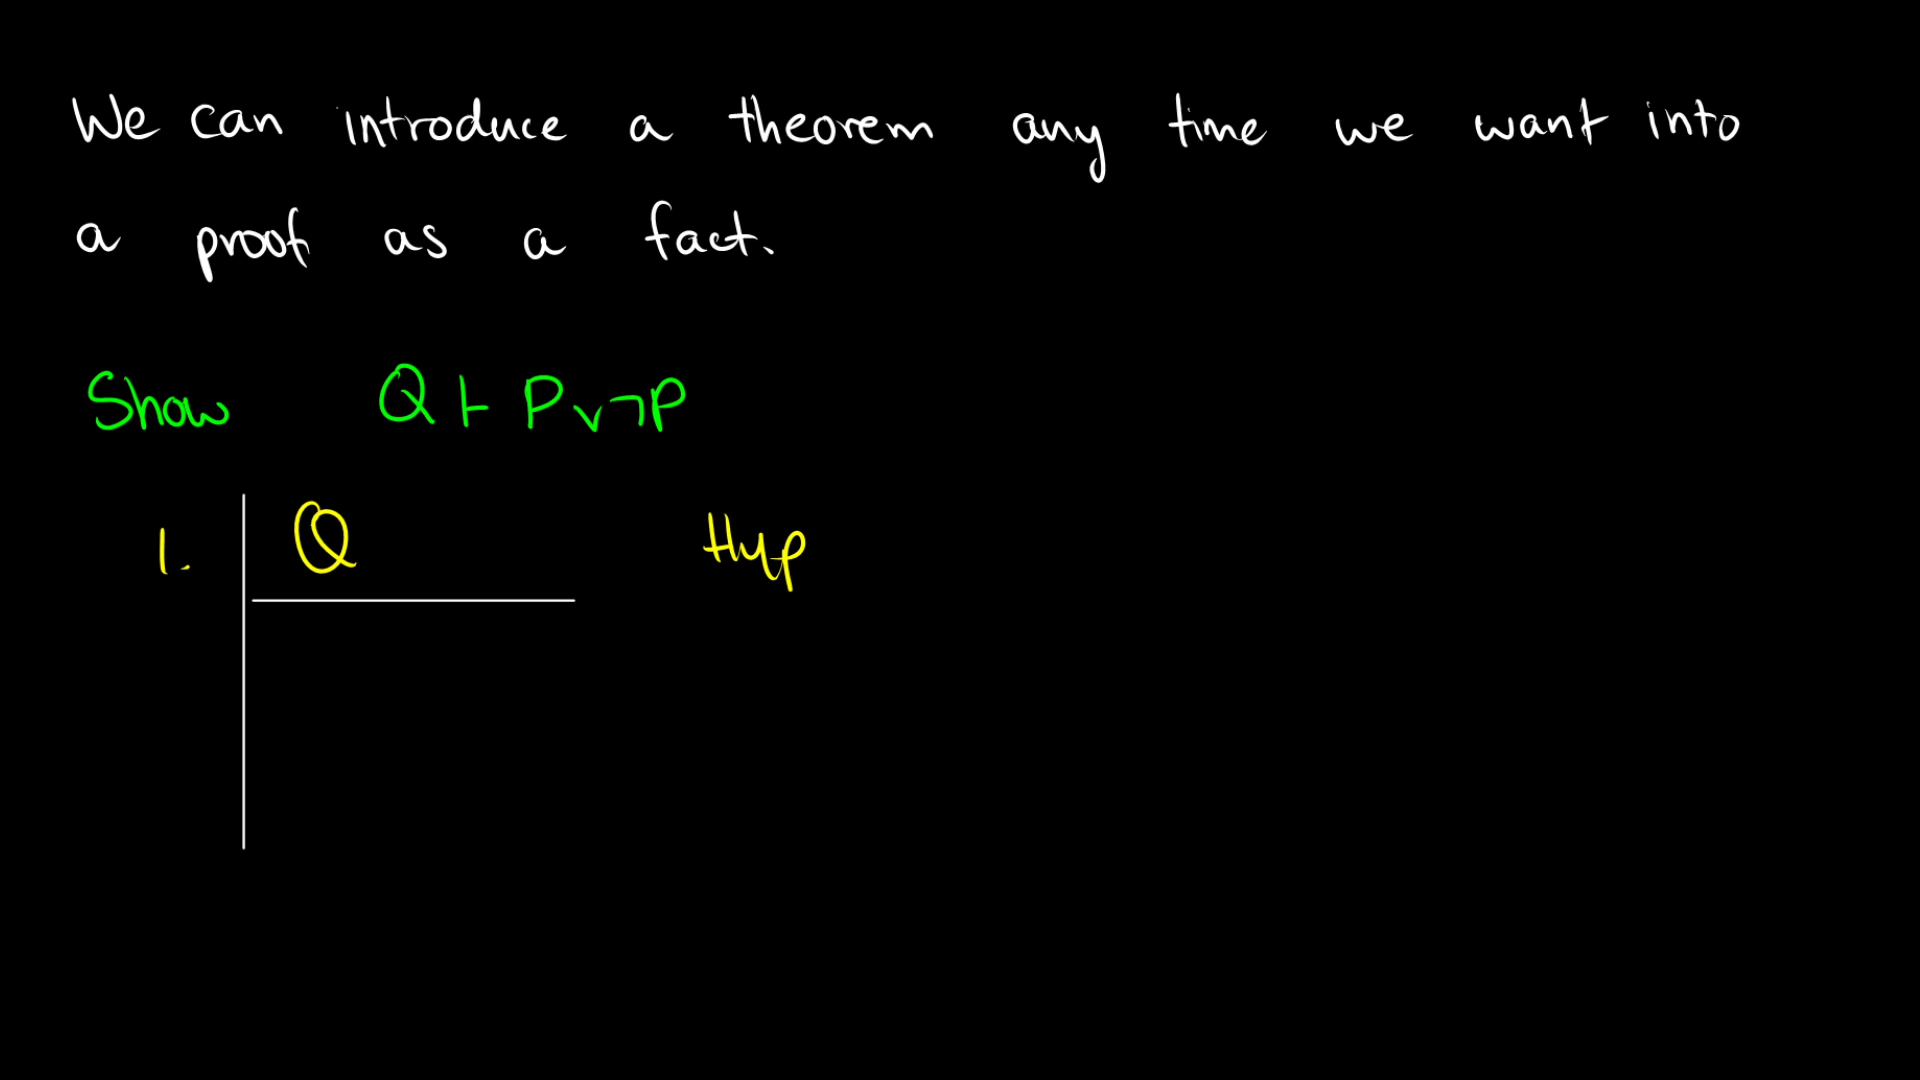 We can introduce a theorem any time we want into
a proof as a fact.
Show Q ⊢ P ∨ ¬P
1. Q Hyp